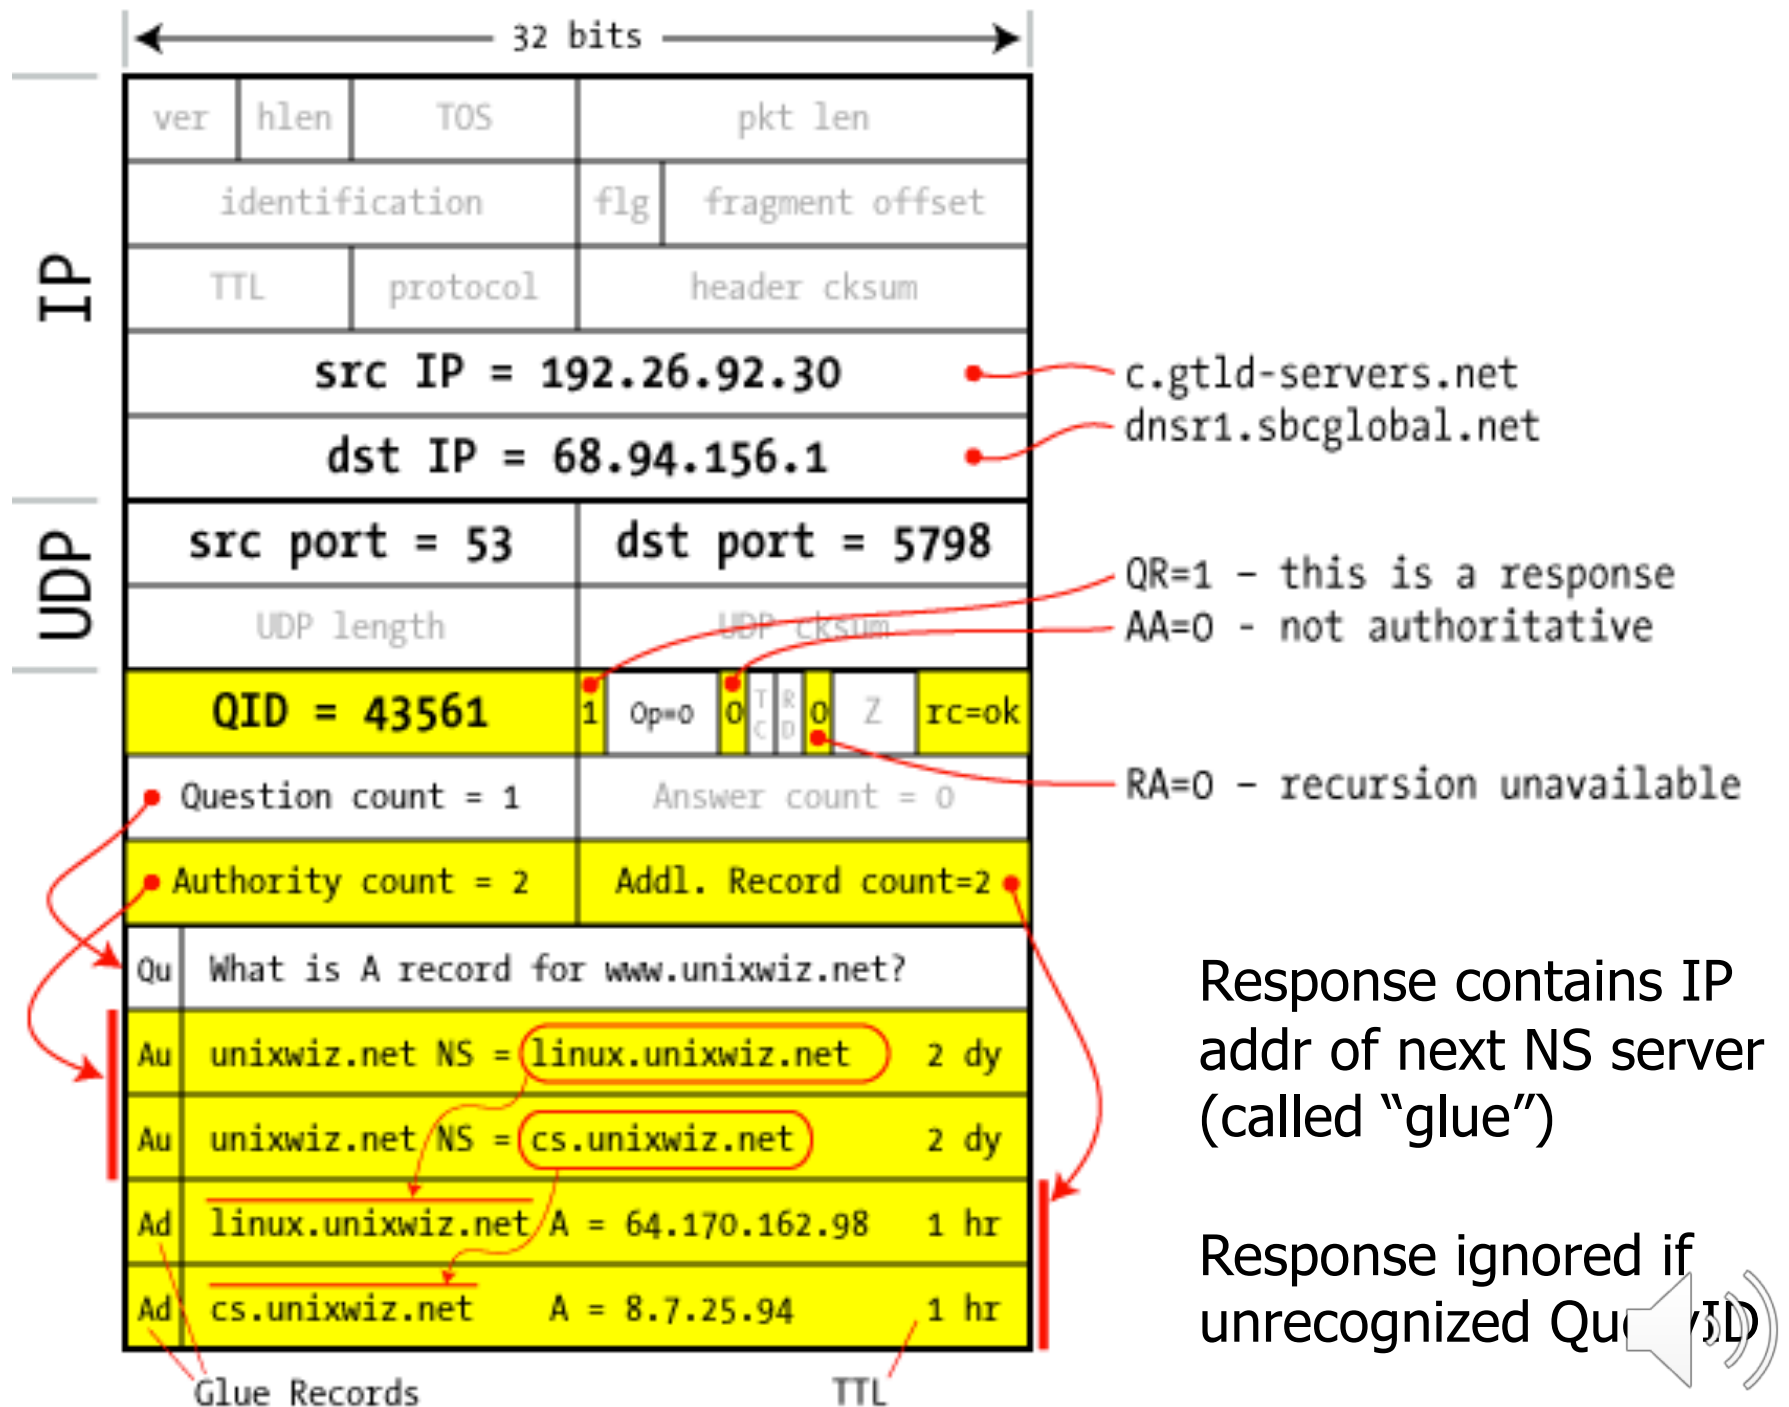 32 bits
IP
ver hlen TOS pkt len
identification flg fragment offset
TTL protocol header cksum
src IP = 192.26.92.30
c.gtld-servers.net
dst IP = 68.94.156.1
dnsr1.sbcglobal.net
UDP
src port = 53 dst port = 5798
UDP length UDP cksum
QR=1 – this is a response
AA=0 - not authoritative
QID = 43561 1 Op=0 0 TC RD 0 Z rc=ok
RA=0 – recursion unavailable
Question count = 1 Answer count = 0
Authority count = 2 Addl. Record count=2
Qu What is A record for www.unixwiz.net?
Au unixwiz.net NS = linux.unixwiz.net 2 dy
Au unixwiz.net NS = cs.unixwiz.net 2 dy
Ad linux.unixwiz.net A = 64.170.162.98 1 hr
Ad cs.unixwiz.net A = 8.7.25.94 1 hr
Glue Records TTL
Response contains IP
addr of next NS server
(called “glue”)
Response ignored if
unrecognized QueryID